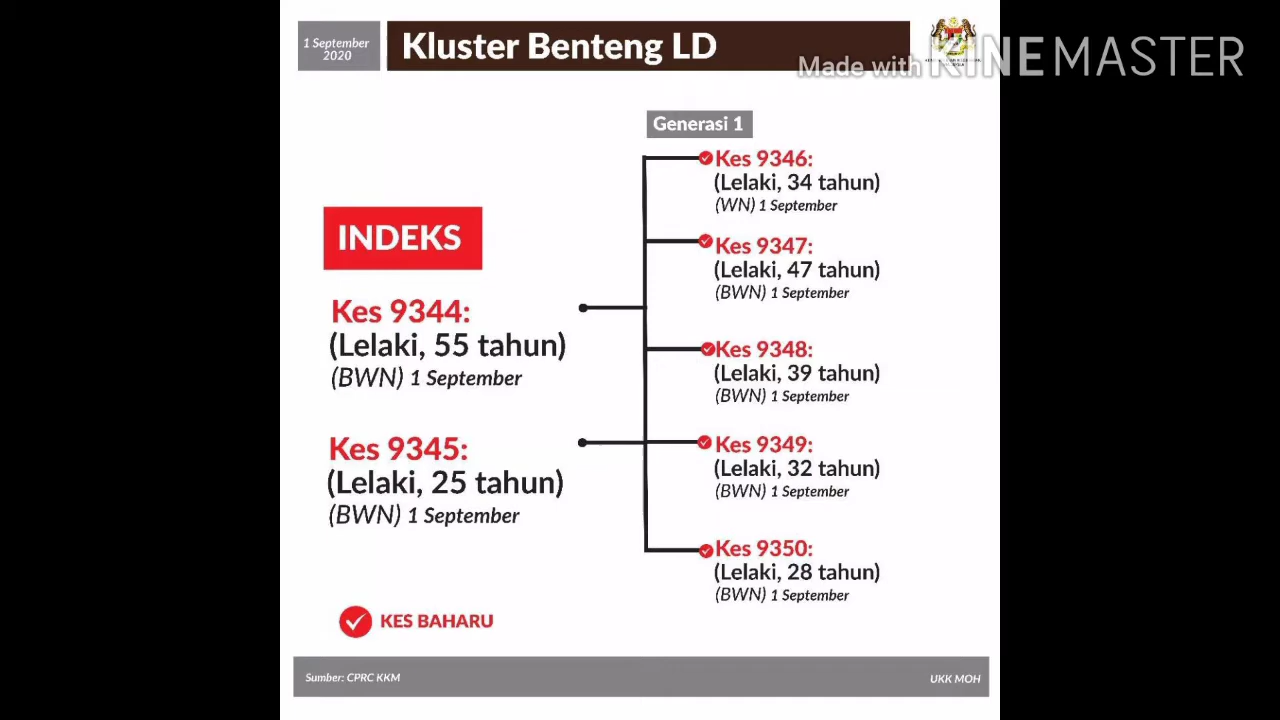 1 September
2020
Kluster Benteng LD
Made with KINEMASTER
Generasi 1
INDEKS
Kes 9344:
(Lelaki, 55 tahun)
(BWN) 1 September
Kes 9345:
(Lelaki, 25 tahun)
(BWN) 1 September
Kes 9346:
(Lelaki, 34 tahun)
(WN) 1 September
Kes 9347:
(Lelaki, 47 tahun)
(BWN) 1 September
Kes 9348:
(Lelaki, 39 tahun)
(BWN) 1 September
Kes 9349:
(Lelaki, 32 tahun)
(BWN) 1 September
Kes 9350:
(Lelaki, 28 tahun)
(BWN) 1 September
KES BAHARU
Sumber: CPRC KKM
UKK MOH